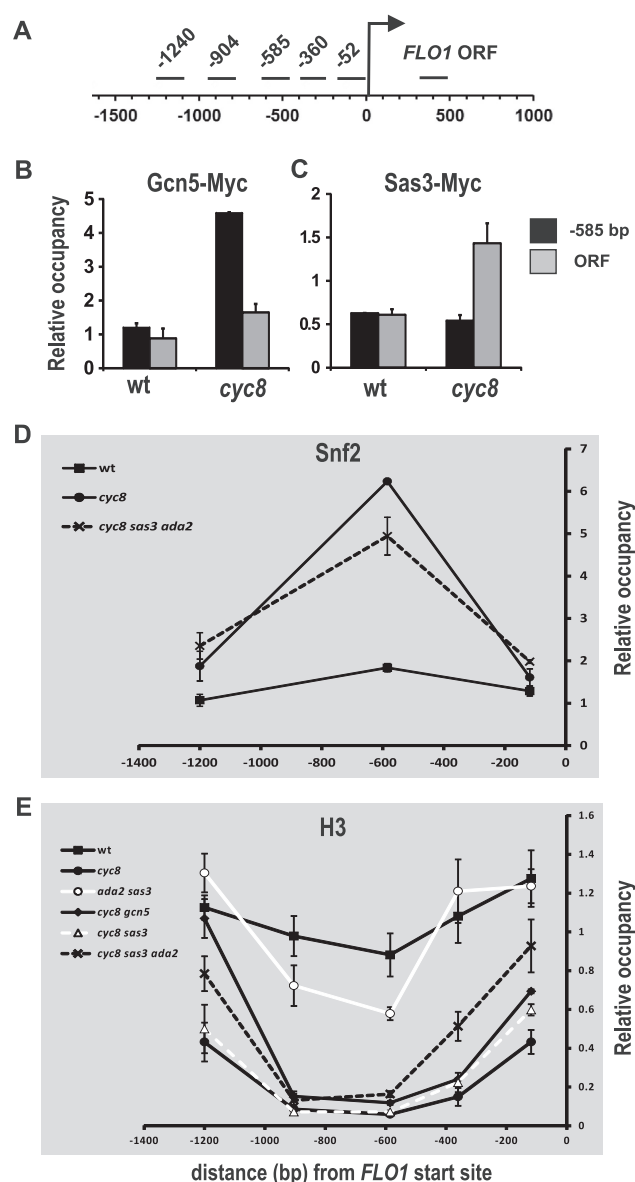 A
-1240
-904
-585
-360
-52
FLO1 ORF
-1500 -1000 -500 0 500 1000
B
Gcn5-Myc
Relative occupancy
5
4
3
2
1
0
wt cyc8
C
Sas3-Myc
2
1.5
1
0.5
0
wt cyc8
-585 bp
ORF
D
Snf2
wt
cyc8
cyc8 sas3 ada2
7
6
5
4
3
2
1
0
Relative occupancy
-1400 -1200 -1000 -800 -600 -400 -200 0
E
H3
wt
cyc8
ada2 sas3
cyc8 gcn5
cyc8 sas3
cyc8 sas3 ada2
1.6
1.4
1.2
1
0.8
0.6
0.4
0.2
0
Relative occupancy
-1400 -1200 -1000 -800 -600 -400 -200 0
distance (bp) from FLO1 start site